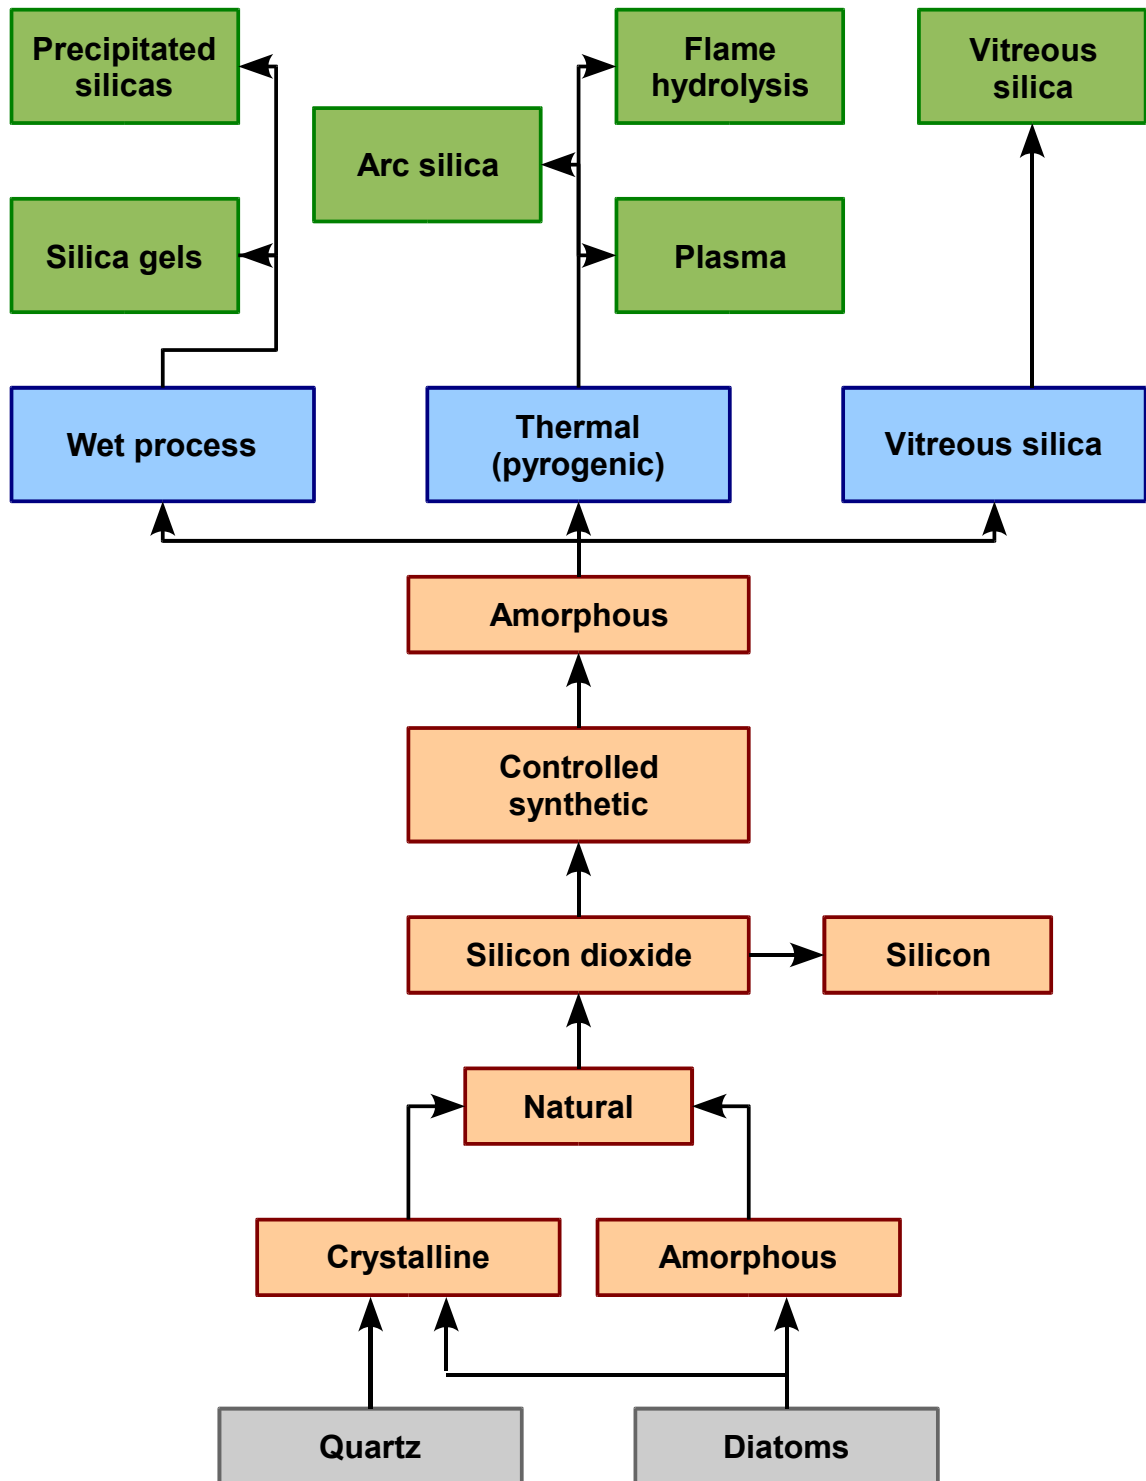 Precipitated
silicas
Flame
hydrolysis
Vitreous
silica
Arc silica
Silica gels
Plasma
Wet process
Thermal
(pyrogenic)
Vitreous silica
Amorphous
Controlled
synthetic
Silicon dioxide
Silicon
Natural
Crystalline
Amorphous
Quartz
Diatoms